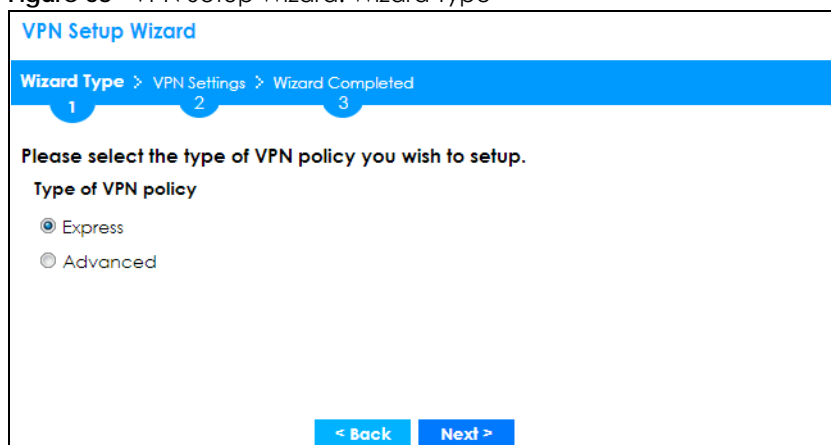 VPN Setup Wizard
Wizard Type > VPN Settings > Wizard Completed
1 2 3
Please select the type of VPN policy you wish to setup.
Type of VPN policy
Express
Advanced
< Back Next >